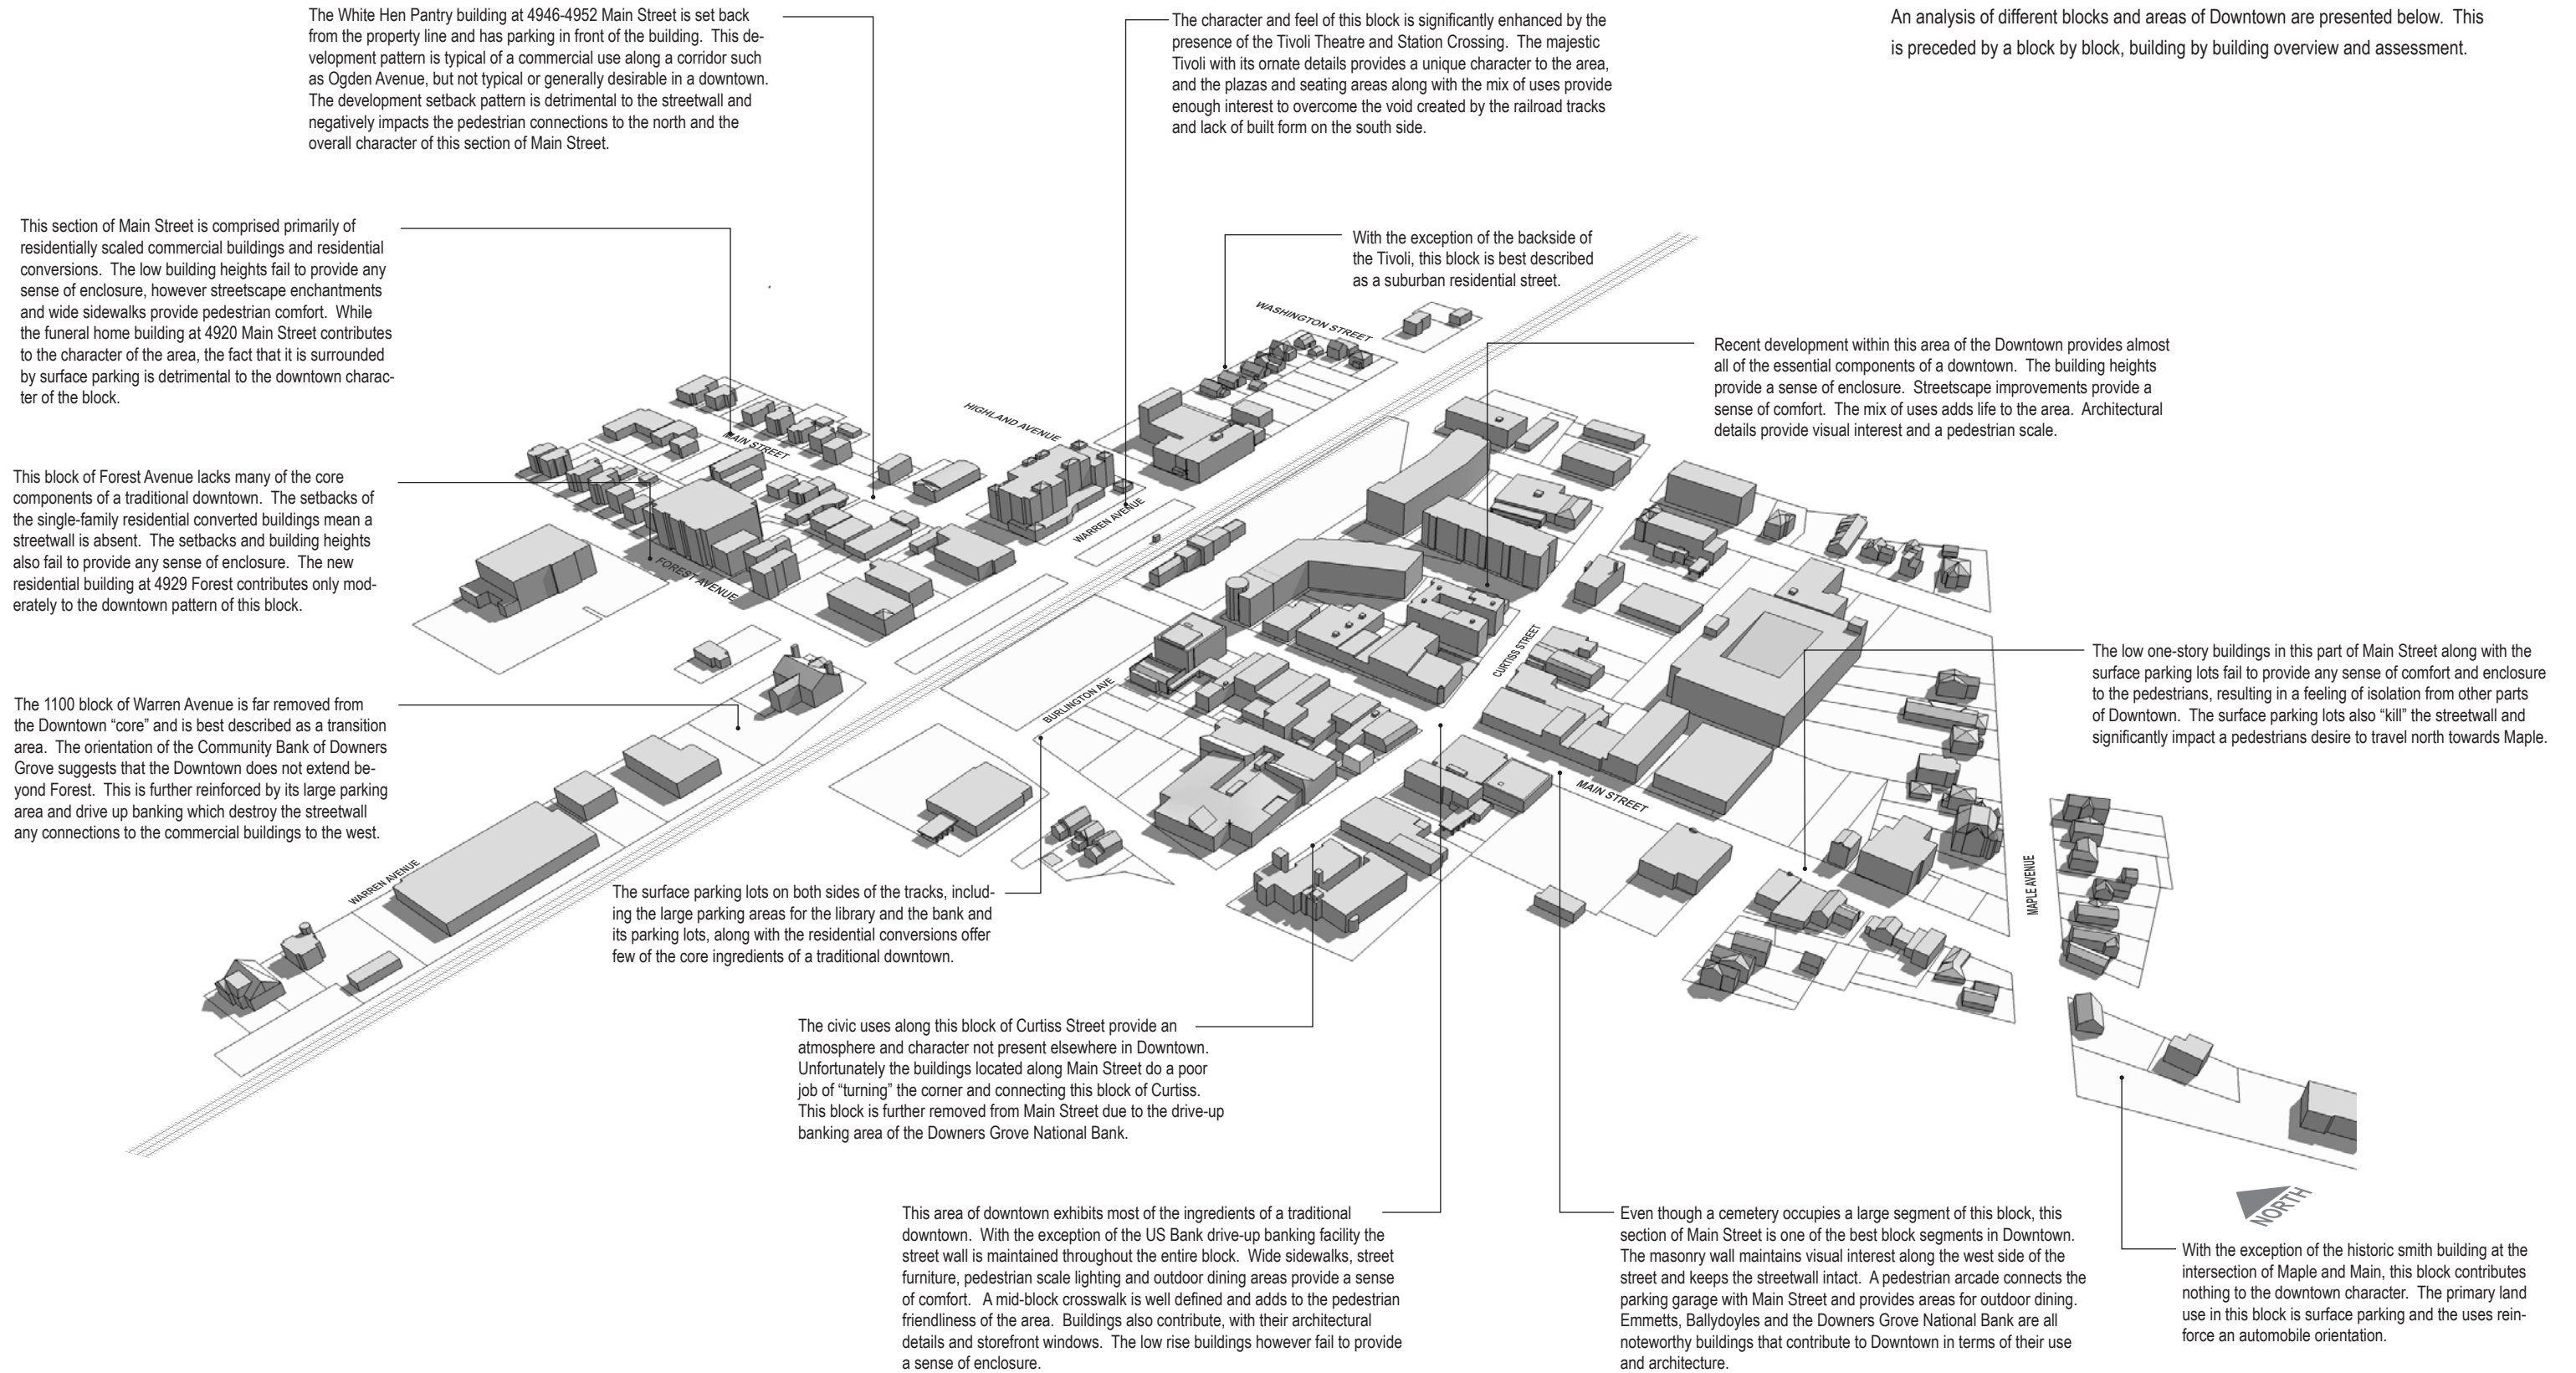 The White Hen Pantry building at 4946-4952 Main Street is set back
from the property line and has parking in front of the building. This de-
velopment pattern is typical of a commercial use along a corridor such
as Ogden Avenue, but not typical or generally desirable in a downtown.
The development setback pattern is detrimental to the streetwall and
negatively impacts the pedestrian connections to the north and the
overall character of this section of Main Street.
The character and feel of this block is significantly enhanced by the
presence of the Tivoli Theatre and Station Crossing. The majestic
Tivoli with its ornate details provides a unique character to the area,
and the plazas and seating areas along with the mix of uses provide
enough interest to overcome the void created by the railroad tracks
and lack of built form on the south side.
An analysis of different blocks and areas of Downtown are presented below. This
is preceded by a block by block, building by building overview and assessment.
This section of Main Street is comprised primarily of
residentially scaled commercial buildings and residential
conversions. The low building heights fail to provide any
sense of enclosure, however streetscape enchantments
and wide sidewalks provide pedestrian comfort. While
the funeral home building at 4920 Main Street contributes
to the character of the area, the fact that it is surrounded
by surface parking is detrimental to the downtown charac-
ter of the block.
With the exception of the backside of
the Tivoli, this block is best described
as a suburban residential street.
WASHINGTON STREET
Recent development within this area of the Downtown provides almost
all of the essential components of a downtown. The building heights
provide a sense of enclosure. Streetscape improvements provide a
sense of comfort. The mix of uses adds life to the area. Architectural
details provide visual interest and a pedestrian scale.
HIGHLAND AVENUE
MAIN STREET
This block of Forest Avenue lacks many of the core
components of a traditional downtown. The setbacks of
the single-family residential converted buildings mean a
streetwall is absent. The setbacks and building heights
also fail to provide any sense of enclosure. The new
residential building at 4929 Forest contributes only mod-
erately to the downtown pattern of this block.
WARREN AVENUE
FOREST AVENUE
CURTISS STREET
The low one-story buildings in this part of Main Street along with the
surface parking lots fail to provide any sense of comfort and enclosure
to the pedestrians, resulting in a feeling of isolation from other parts
of Downtown. The surface parking lots also “kill” the streetwall and
significantly impact a pedestrians desire to travel north towards Maple.
The 1100 block of Warren Avenue is far removed from
the Downtown “core” and is best described as a transition
area. The orientation of the Community Bank of Downers
Grove suggests that the Downtown does not extend be-
yond Forest. This is further reinforced by its large parking
area and drive up banking which destroy the streetwall
any connections to the commercial buildings to the west.
BURLINGTON AVE
MAIN STREET
WARREN AVENUE
MAPLE AVENUE
The surface parking lots on both sides of the tracks, includ-
ing the large parking areas for the library and the bank and
its parking lots, along with the residential conversions offer
few of the core ingredients of a traditional downtown.
The civic uses along this block of Curtiss Street provide an
atmosphere and character not present elsewhere in Downtown.
Unfortunately the buildings located along Main Street do a poor
job of “turning” the corner and connecting this block of Curtiss.
This block is further removed from Main Street due to the drive-up
banking area of the Downers Grove National Bank.
NORTH
This area of downtown exhibits most of the ingredients of a traditional
downtown. With the exception of the US Bank drive-up banking facility the
street wall is maintained throughout the entire block. Wide sidewalks, street
furniture, pedestrian scale lighting and outdoor dining areas provide a sense
of comfort. A mid-block crosswalk is well defined and adds to the pedestrian
friendliness of the area. Buildings also contribute, with their architectural
details and storefront windows. The low rise buildings however fail to provide
a sense of enclosure.
Even though a cemetery occupies a large segment of this block, this
section of Main Street is one of the best block segments in Downtown.
The masonry wall maintains visual interest along the west side of the
street and keeps the streetwall intact. A pedestrian arcade connects the
parking garage with Main Street and provides areas for outdoor dining.
Emmetts, Ballydoyles and the Downers Grove National Bank are all
noteworthy buildings that contribute to Downtown in terms of their use
and architecture.
With the exception of the historic smith building at the
intersection of Maple and Main, this block contributes
nothing to the downtown character. The primary land
use in this block is surface parking and the uses rein-
force an automobile orientation.